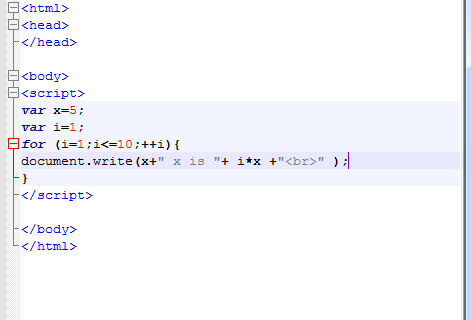 <html>
<head>
</head>
<body>
<script>
var x=5;
var i=1;
for (i=1;i<=10;++i){
document.write(x+" x is "+ i*x +"<br>" );
}
</script>
</body>
</html>